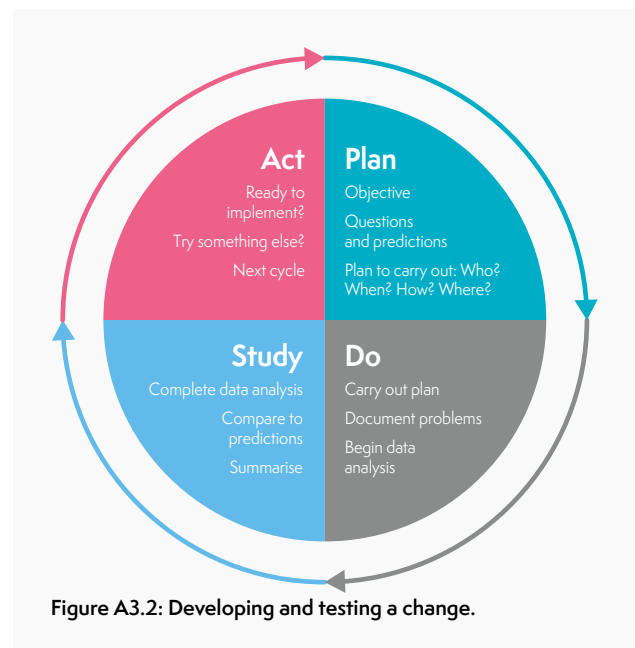 Act
Ready to
implement?
Try something else?
Next cycle
Plan
Objective
Questions
and predictions
Plan to carry out: Who?
When? How? Where?
Study
Complete data analysis
Compare to
predictions
Summarise
Do
Carry out plan
Document problems
Begin data
analysis
Figure A3.2: Developing and testing a change.